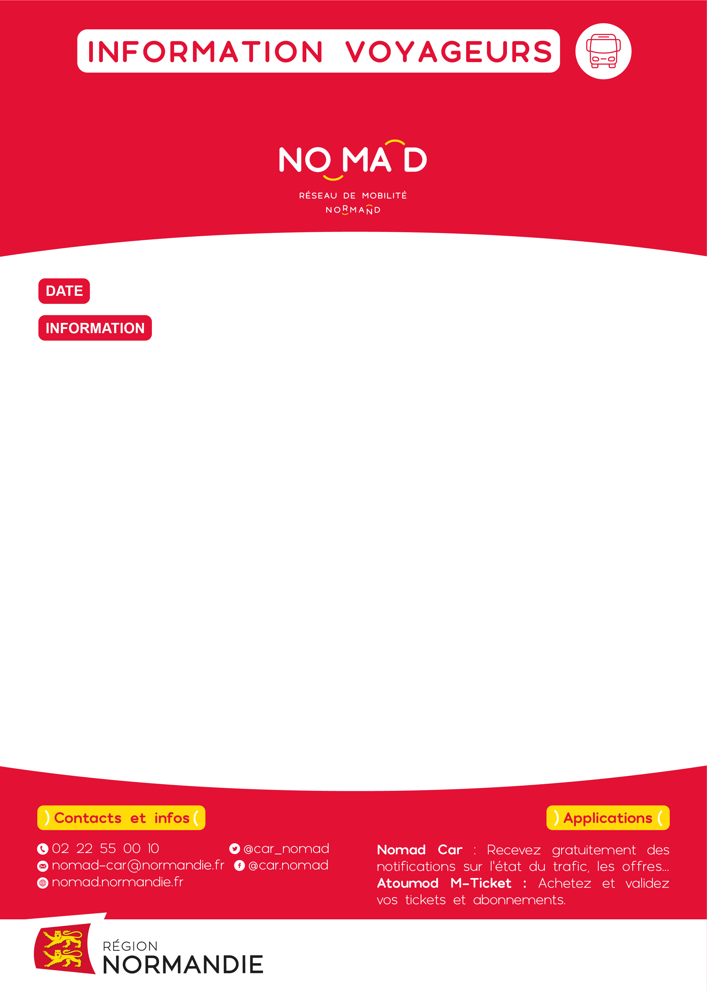 INFORMATION VOYAGEURS
NOMAD
RÉSEAU DE MOBILITÉ
NORMAND
DATE
INFORMATION
Contacts et infos
02 22 55 00 10
nomad-car@normandie.fr
nomad.normandie.fr
@car_nomad
@car.nomad
Applications
Nomad Car : Recevez gratuitement des
notifications sur l'état du trafic, les offres...
Atoumod M-Ticket : Achetez et validez
vos tickets et abonnements.
RÉGION
NORMANDIE